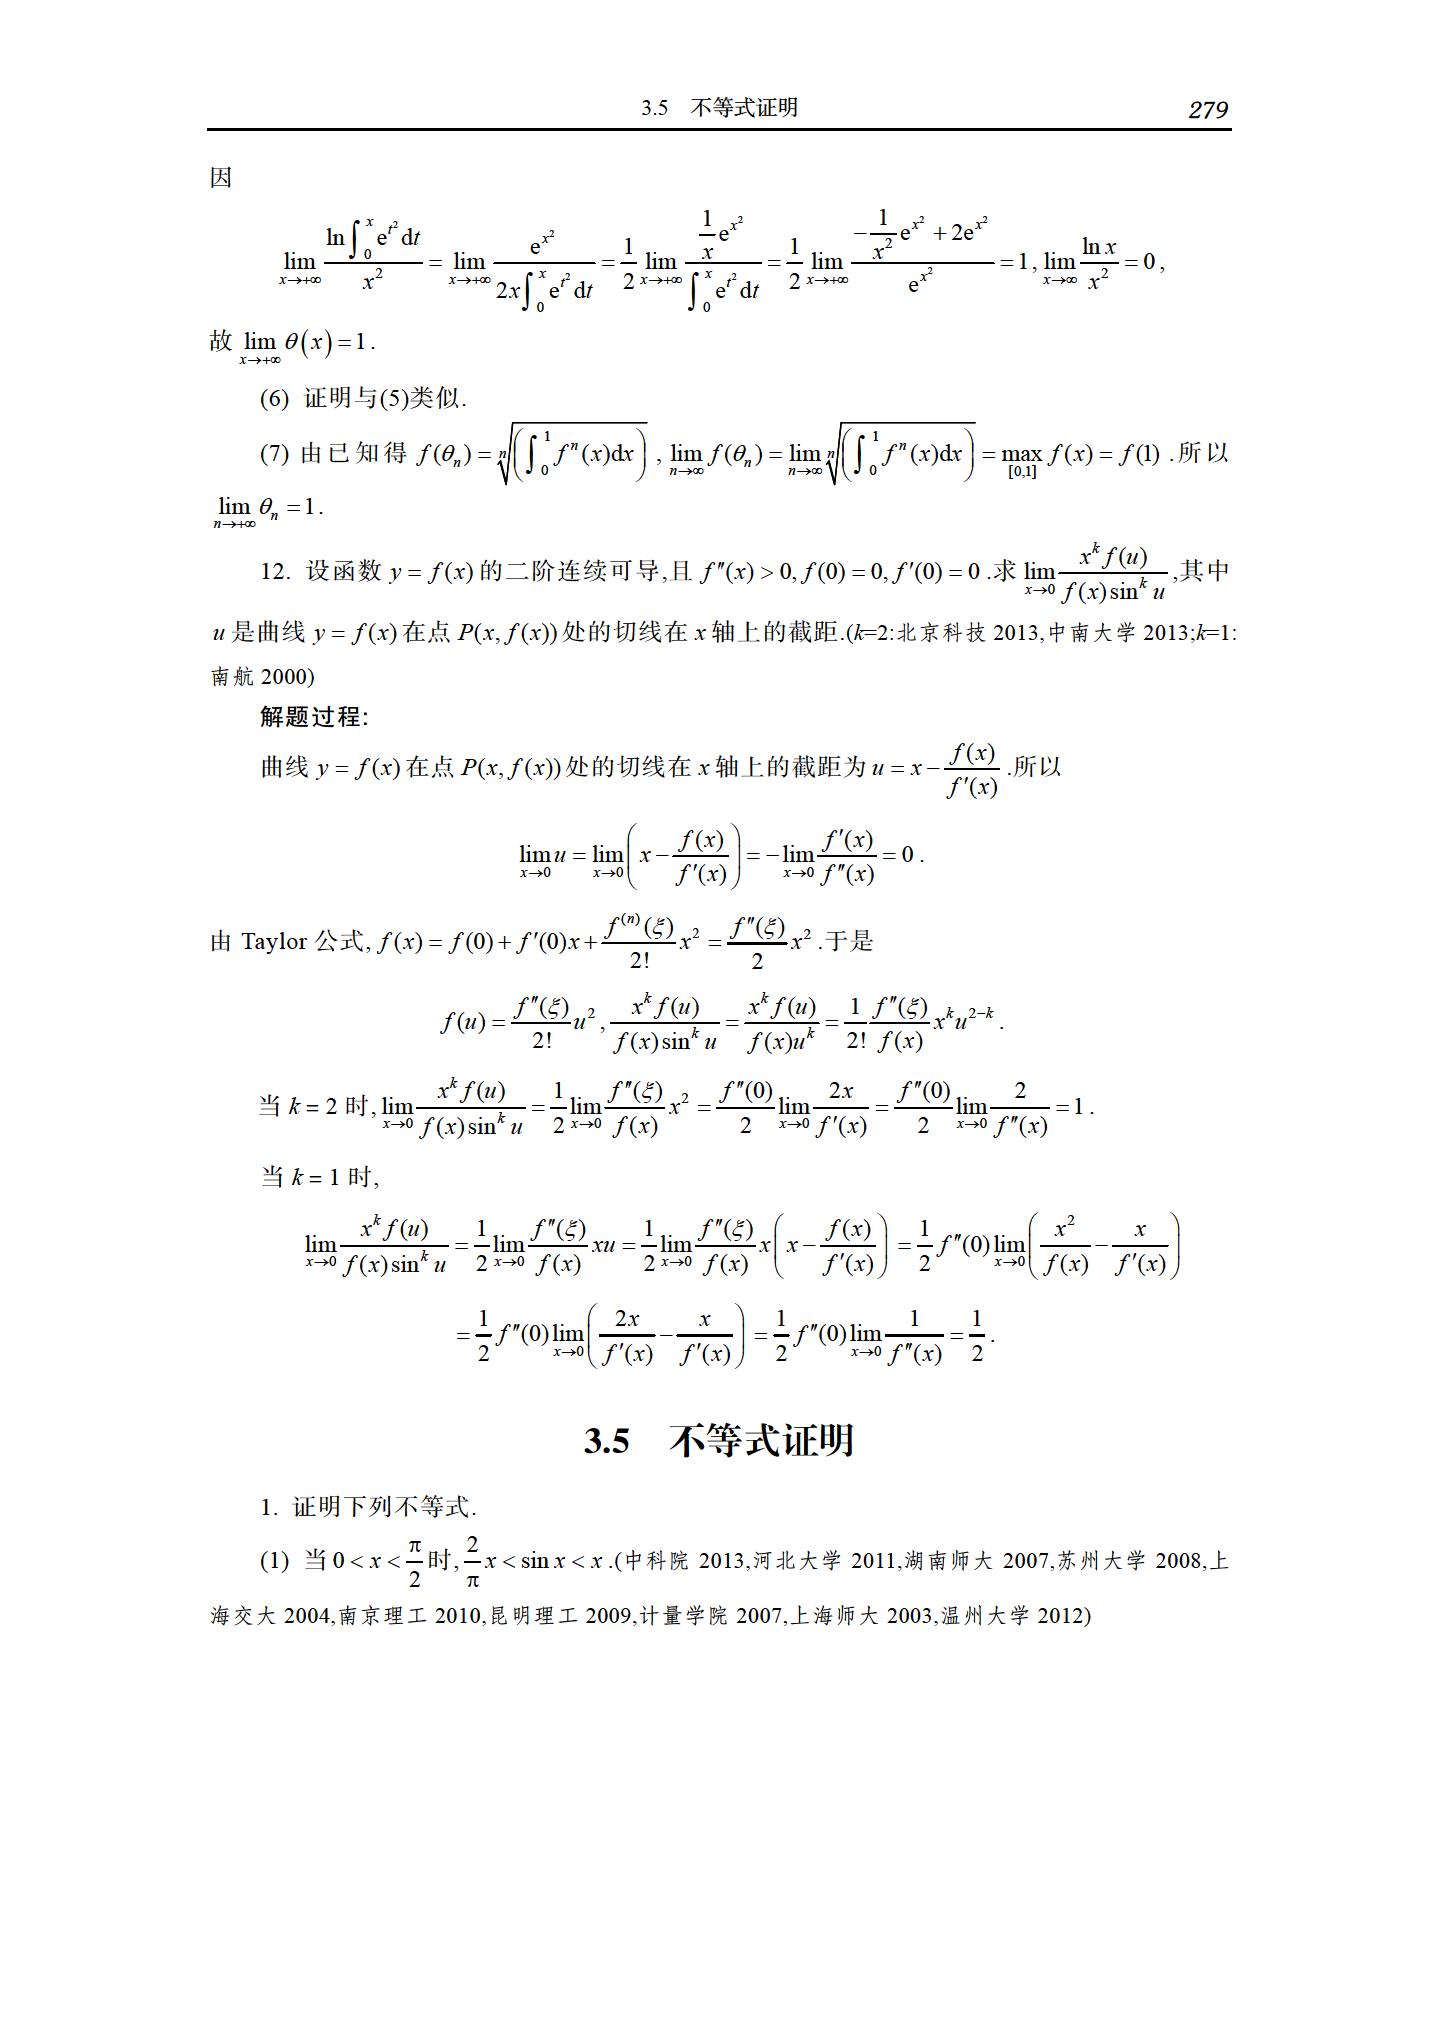 3.5 不等式证明 279
因
$\lim_{x\to+\infty}\frac{\ln\int_0^x e^{t^2}dt}{x^2}=\lim_{x\to+\infty}\frac{e^{x^2}}{2x\int_0^x e^{t^2}dt}=\frac{1}{2}\lim_{x\to+\infty}\frac{\frac{1}{x}e^{x^2}}{\int_0^x e^{t^2}dt}=\frac{1}{2}\lim_{x\to+\infty}\frac{-\frac{1}{x^2}e^{x^2}+2e^{x^2}}{e^{x^2}}=1,\lim_{x\to\infty}\frac{\ln x}{x^2}=0$,
故 $\lim_{x\to+\infty}\theta(x)=1$.
(6) 证明与(5)类似.
(7) 由已知得 $f(\theta_n)=\sqrt[n]{\left(\int_0^1 f^n(x)dx\right)}$, $\lim_{n\to\infty}f(\theta_n)=\lim_{n\to\infty}\sqrt[n]{\left(\int_0^1 f^n(x)dx\right)}=\max_{[0,1]}f(x)=f(1)$.所以
$\lim_{n\to+\infty}\theta_n=1$.
12. 设函数 $y=f(x)$ 的二阶连续可导,且 $f''(x)>0,f(0)=0,f'(0)=0$.求 $\lim_{x\to0}\frac{x^k f(u)}{f(x)\sin^k u}$,其中
$u$ 是曲线 $y=f(x)$ 在点 $P(x,f(x))$ 处的切线在 $x$ 轴上的截距.(k=2:北京科技 2013,中南大学 2013;k=1:
南航 2000)
解题过程:
曲线 $y=f(x)$ 在点 $P(x,f(x))$ 处的切线在 $x$ 轴上的截距为 $u=x-\frac{f(x)}{f'(x)}$.所以
$\lim_{x\to0}u=\lim_{x\to0}\left(x-\frac{f(x)}{f'(x)}\right)=-\lim_{x\to0}\frac{f'(x)}{f''(x)}=0$.
由 Taylor 公式, $f(x)=f(0)+f'(0)x+\frac{f^{(n)}(\xi)}{2!}x^2=\frac{f''(\xi)}{2}x^2$.于是
$f(u)=\frac{f''(\xi)}{2!}u^2,\frac{x^k f(u)}{f(x)\sin^k u}=\frac{x^k f(u)}{f(x)u^k}=\frac{1}{2!}\frac{f''(\xi)}{f(x)}x^k u^{2-k}$.
当 k = 2 时, $\lim_{x\to0}\frac{x^k f(u)}{f(x)\sin^k u}=\frac{1}{2}\lim_{x\to0}\frac{f''(\xi)}{f(x)}x^2=\frac{f''(0)}{2}\lim_{x\to0}\frac{2x}{f'(x)}=\frac{f''(0)}{2}\lim_{x\to0}\frac{2}{f''(x)}=1$.
当 k = 1 时,
$\lim_{x\to0}\frac{x^k f(u)}{f(x)\sin^k u}=\frac{1}{2}\lim_{x\to0}\frac{f''(\xi)}{f(x)}xu=\frac{1}{2}\lim_{x\to0}\frac{f''(\xi)}{f(x)}x\left(x-\frac{f(x)}{f'(x)}\right)=\frac{1}{2}f''(0)\lim_{x\to0}\left(\frac{x^2}{f(x)}-\frac{x}{f'(x)}\right)$
$=\frac{1}{2}f''(0)\lim_{x\to0}\left(\frac{2x}{f'(x)}-\frac{x}{f'(x)}\right)=\frac{1}{2}f''(0)\lim_{x\to0}\frac{1}{f''(x)}=\frac{1}{2}$.
3.5 不等式证明
1. 证明下列不等式.
(1) 当 $0<x<\frac{\pi}{2}$ 时, $\frac{2}{\pi}x<\sin x<x$.(中科院 2013,河北大学 2011,湖南师大 2007,苏州大学 2008,上
海交大 2004,南京理工 2010,昆明理工 2009,计量学院 2007,上海师大 2003,温州大学 2012)